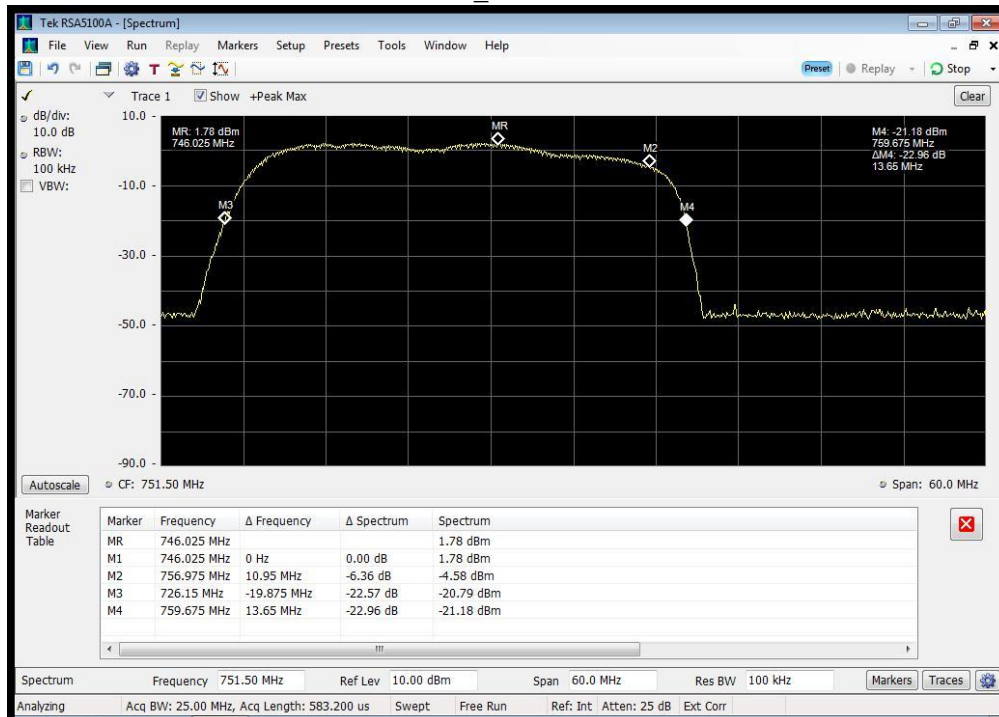 Tek RSA5100A - [Spectrum]
File View Run Replay Markers Setup Presets Tools Window Help
T
Preset Replay Stop
Trace 1 Show +Peak Max Clear
dB/div:
10.0 dB
RBW:
100 kHz
VBW:
10.0
-10.0
-30.0
-50.0
-70.0
-90.0
MR: 1.78 dBm
746.025 MHz
MR
M2
M3
M4
M4: -21.18 dBm
759.675 MHz
ΔM4: -22.96 dB
13.65 MHz
Autoscale CF: 751.50 MHz Span: 60.0 MHz
Marker
Readout
Table
Marker Frequency Δ Frequency Δ Spectrum Spectrum
MR 746.025 MHz 1.78 dBm
M1 746.025 MHz 0 Hz 0.00 dB 1.78 dBm
M2 756.975 MHz 10.95 MHz -6.36 dB -4.58 dBm
M3 726.15 MHz -19.875 MHz -22.57 dB -20.79 dBm
M4 759.675 MHz 13.65 MHz -22.96 dB -21.18 dBm
Spectrum Frequency 751.50 MHz Ref Lev 10.00 dBm Span 60.0 MHz Res BW 100 kHz Markers Traces
Analyzing Acq BW: 25.00 MHz, Acq Length: 583.200 us Swept Free Run Ref: Int Atten: 25 dB Ext Corr